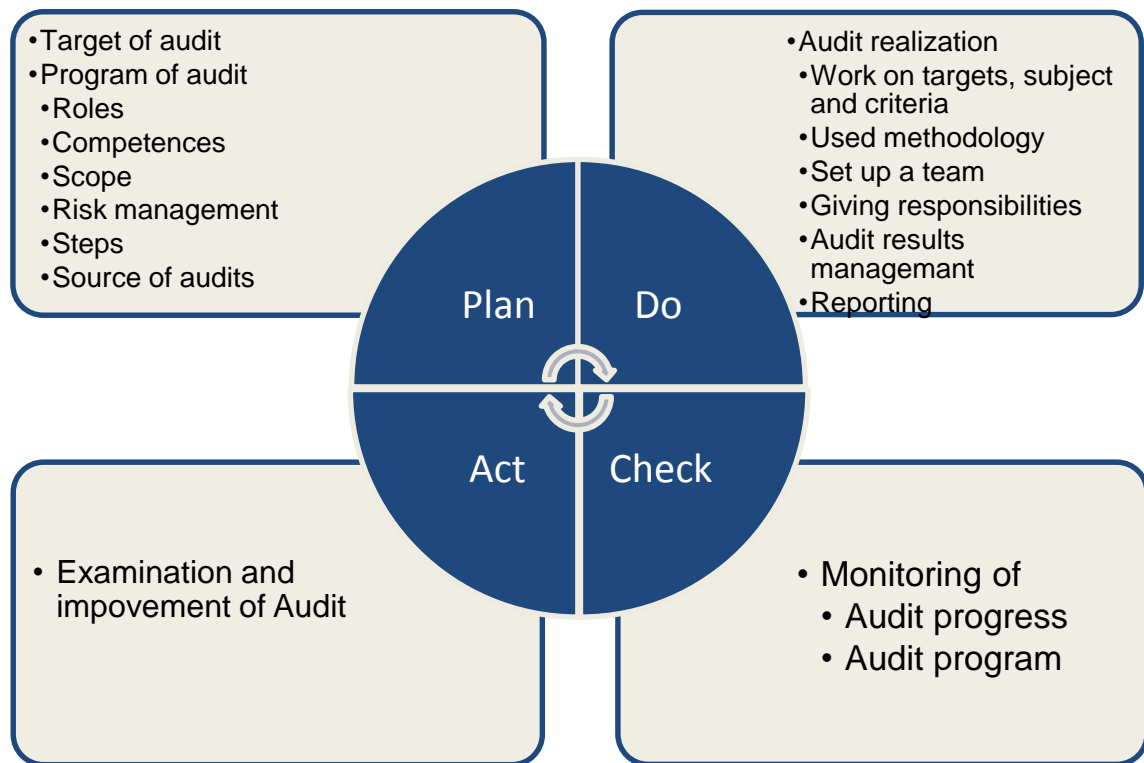 •Target of audit
•Program of audit
•Roles
•Competences
•Scope
•Risk management
•Steps
•Source of audits
•Audit realization
•Work on targets, subject
and criteria
•Used methodology
•Set up a team
•Giving responsibilities
•Audit results
managemant
•Reporting
Plan
Do
Act
Check
• Examination and
impovement of Audit
• Monitoring of
• Audit progress
• Audit program